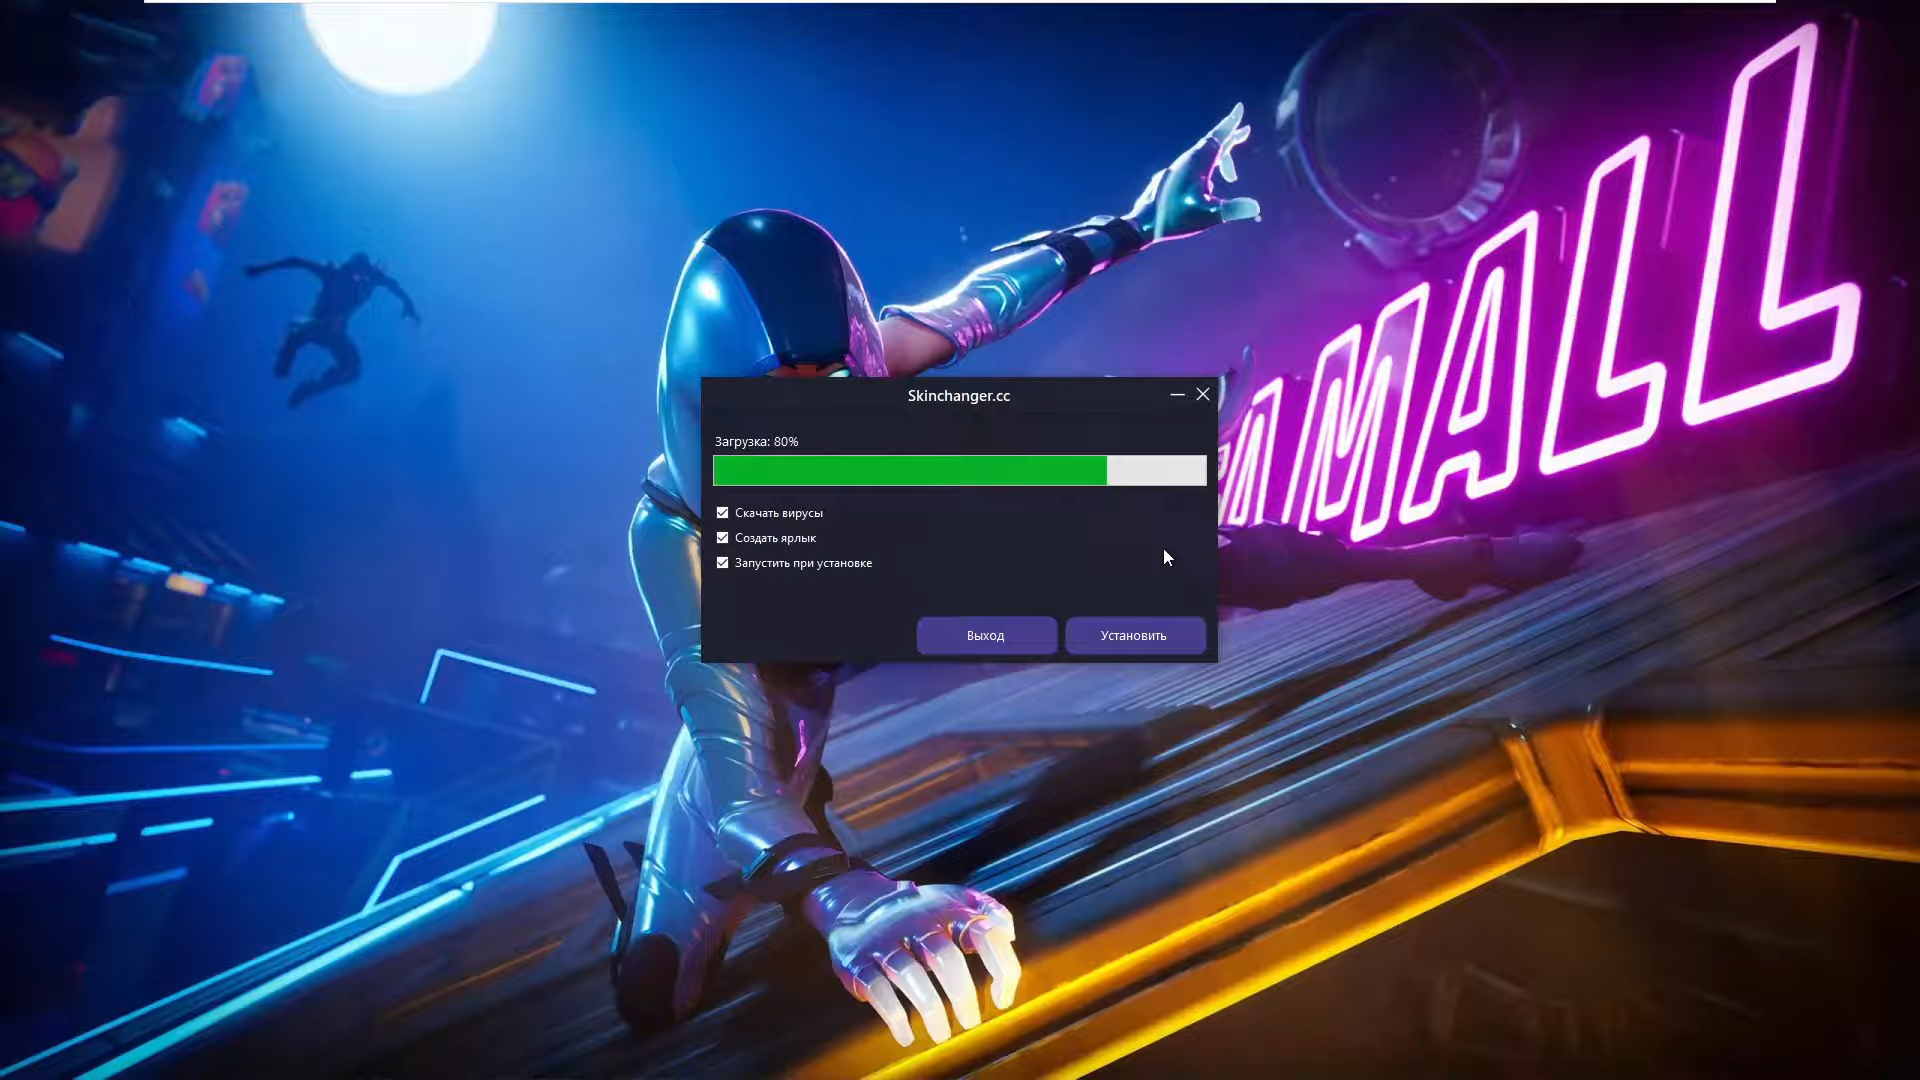 MALL
Skinchanger.cc
Загрузка: 80%
Скачать вирусы
Создать ярлык
Запустить при установке
Выход
Установить